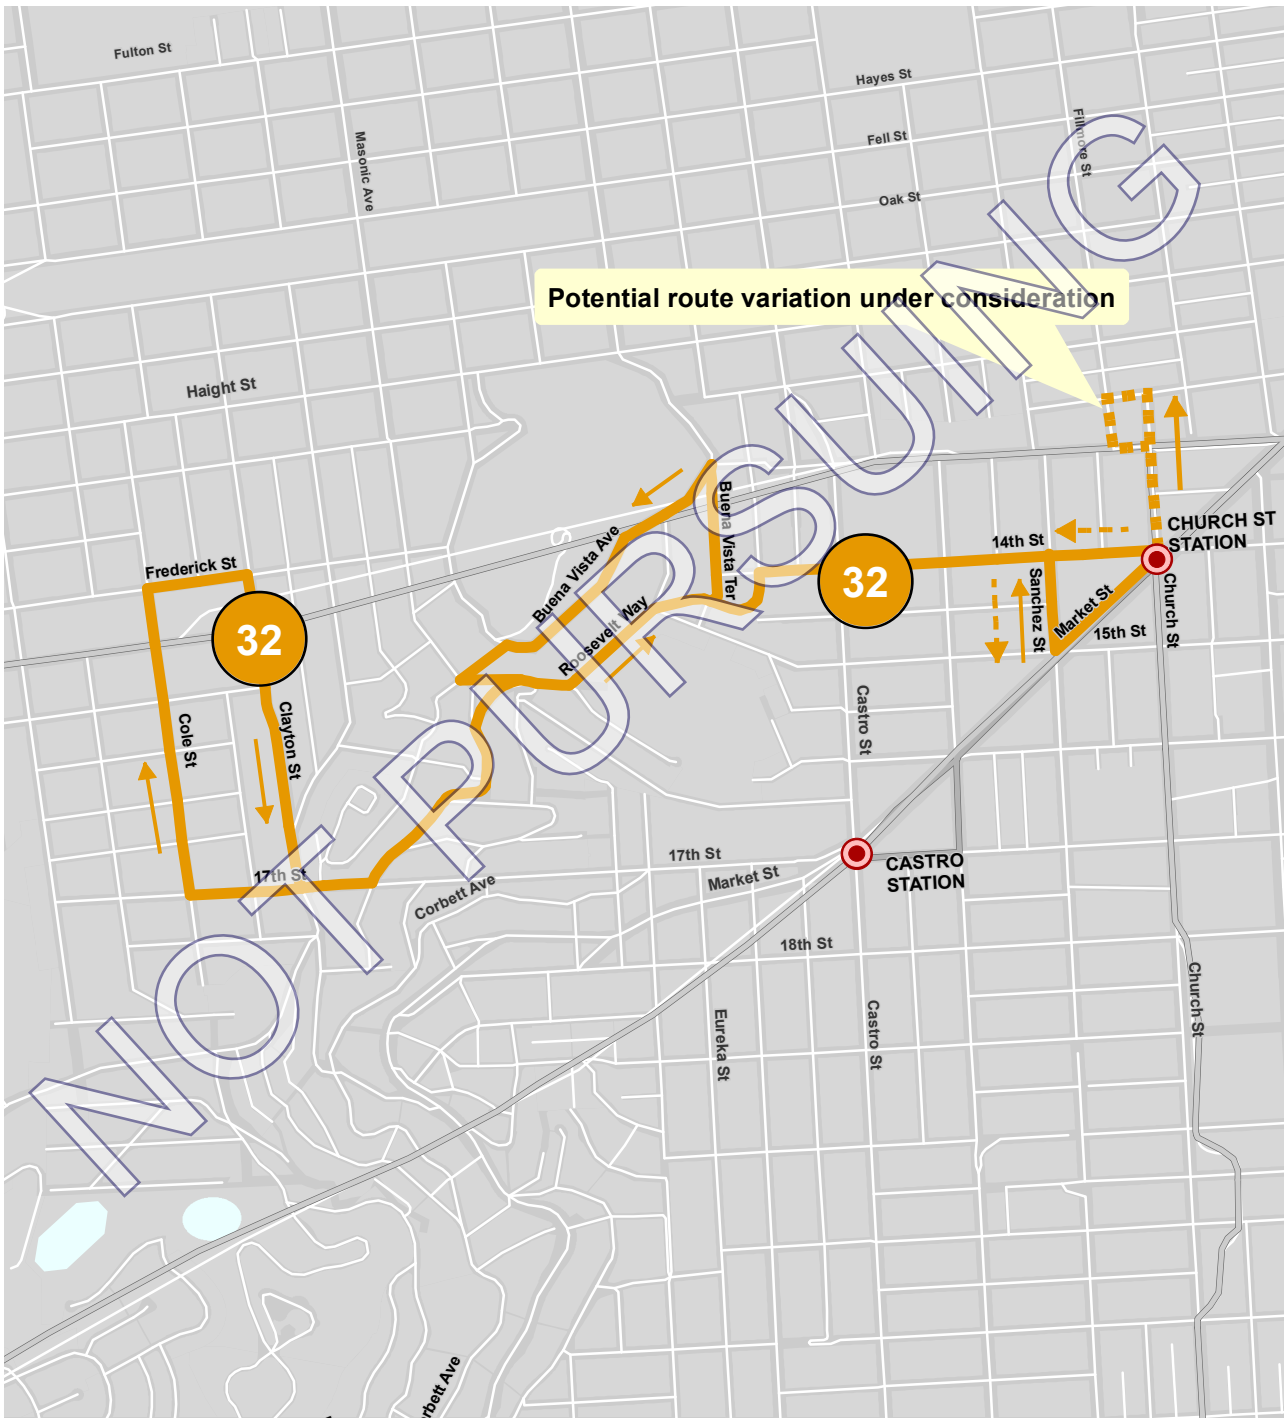 Fulton St
Hayes St
Masonic Ave
Fillmore St
Fell St
Oak St
Potential route variation under consideration
Haight St
Buena Vista Ter
CHURCH ST
STATION
14th St
Buena Vista Ave
Frederick St
32
32
Sanchez St
Market St
Church St
Roosevelt Way
15th St
Castro St
Cole St
Clayton St
17th St
17th St
CASTRO
STATION
Market St
Corbett Ave
18th St
Church St
Eureka St
Castro St
NOT PURSUING